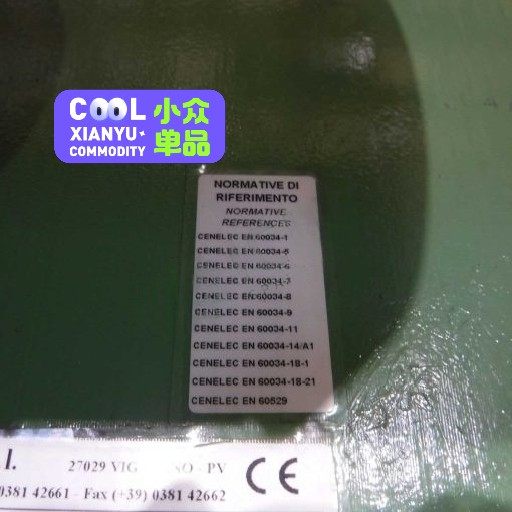 COOL 小众
XIANYU 单品
COMMODITY
NORMATIVE DI
RIFERIMENTO
NORMATIVE
REFERENCES
CENELEC EN 60034-1
CENELEC EN 60034-5
CENELEC EN 60034-6
CENELEC EN 60034-7
CENELEC EN 60034-8
CENELEC EN 60034-9
CENELEC EN 60034-11
CENELEC EN 60034-14/A1
CENELEC EN 60034-18-1
CENELEC EN 60034-18-21
CENELEC EN 60529
l. 27029 VIG SO - PV CE
0381 42661 - Fax (+39) 0381 42662